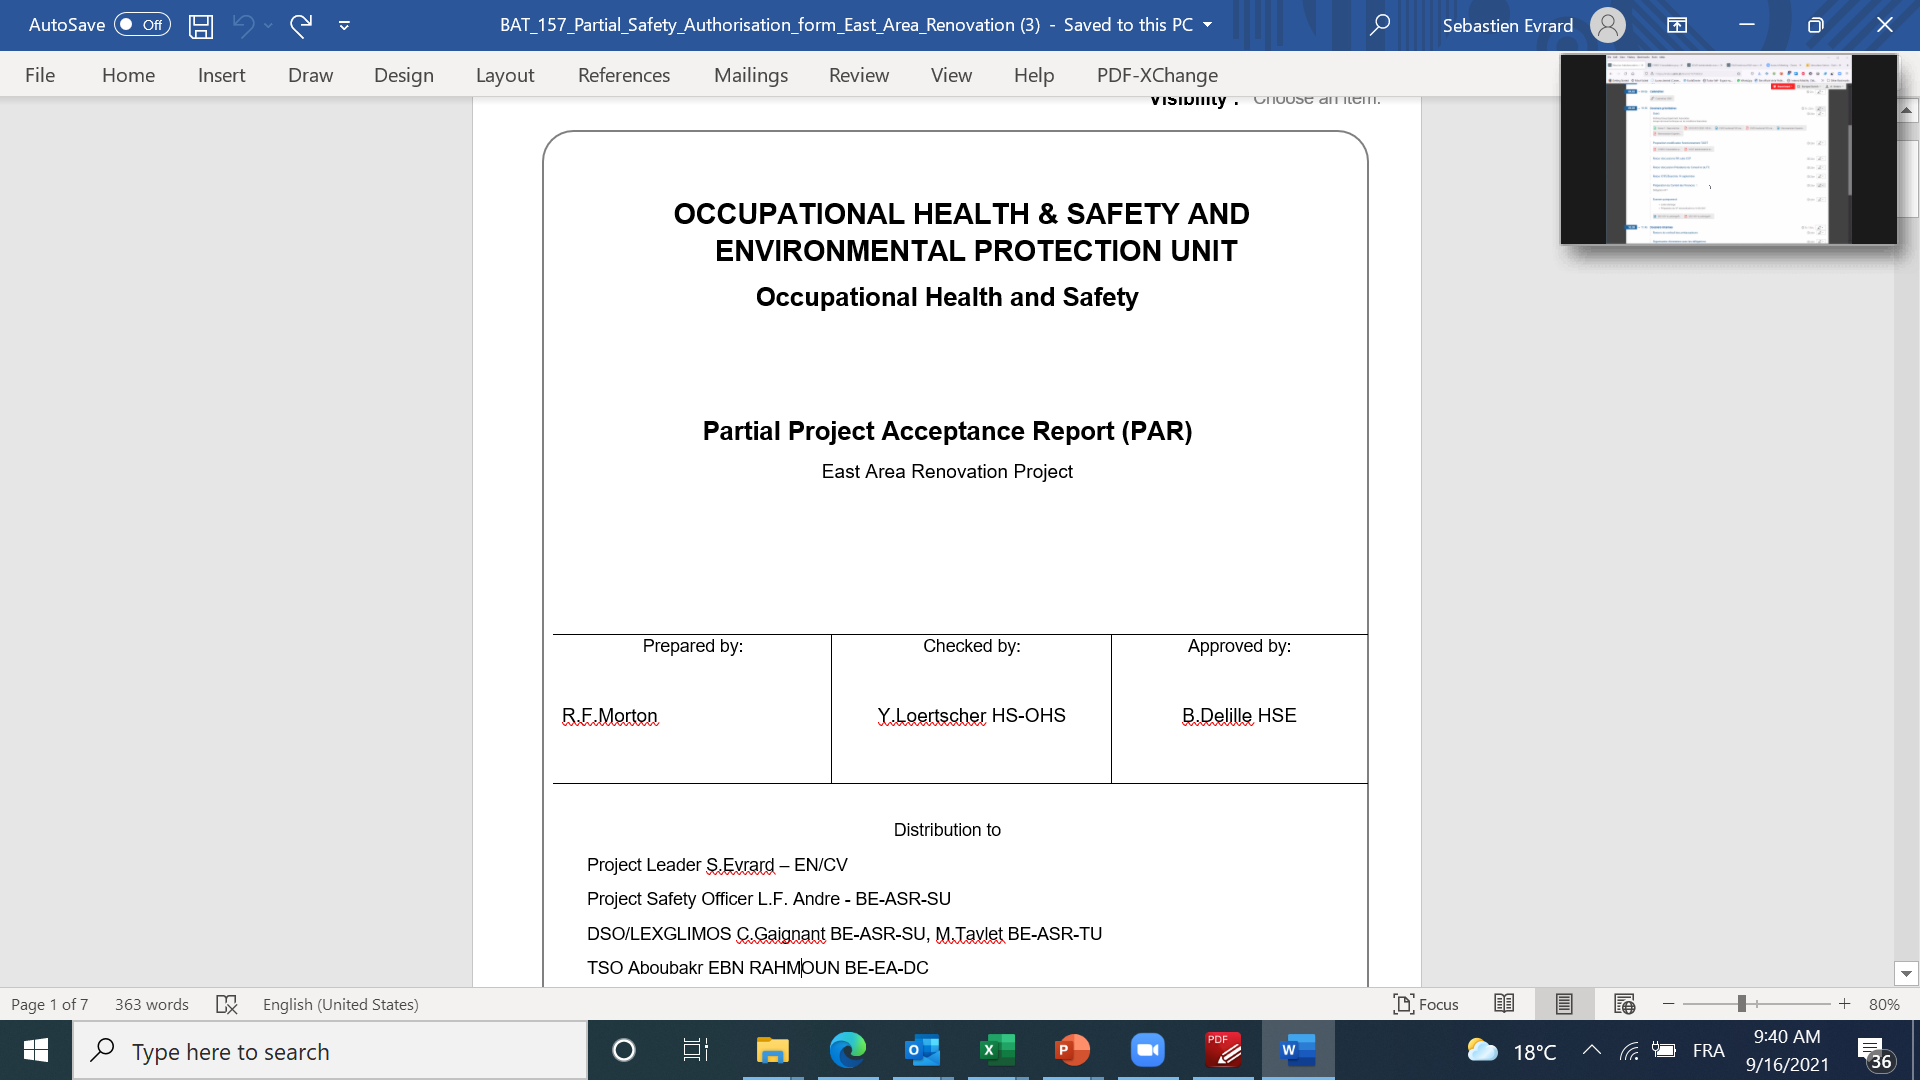 AutoSave Off BAT_157_Partial_Safety_Authorisation_form_East_Area_Renovation (3) - Saved to this PC Sebastien Evrard
File Home Insert Draw Design Layout References Mailings Review View Help PDF-XChange
Visibility : Choose an item.
OCCUPATIONAL HEALTH & SAFETY AND
ENVIRONMENTAL PROTECTION UNIT
Occupational Health and Safety
Partial Project Acceptance Report (PAR)
East Area Renovation Project
Prepared by: Checked by: Approved by:
R.F.Morton Y.Loertscher HS-OHS B.Delille HSE
Distribution to
Project Leader S.Evrard – EN/CV
Project Safety Officer L.F. Andre - BE-ASR-SU
DSO/LEXGLIMOS C.Gaignant BE-ASR-SU, M.Tavlet BE-ASR-TU
TSO Aboubakr EBN RAHMOUN BE-EA-DC
Page 1 of 7 363 words English (United States) Focus 80%
Type here to search 18°C FRA 9:40 AM
9/16/2021 36